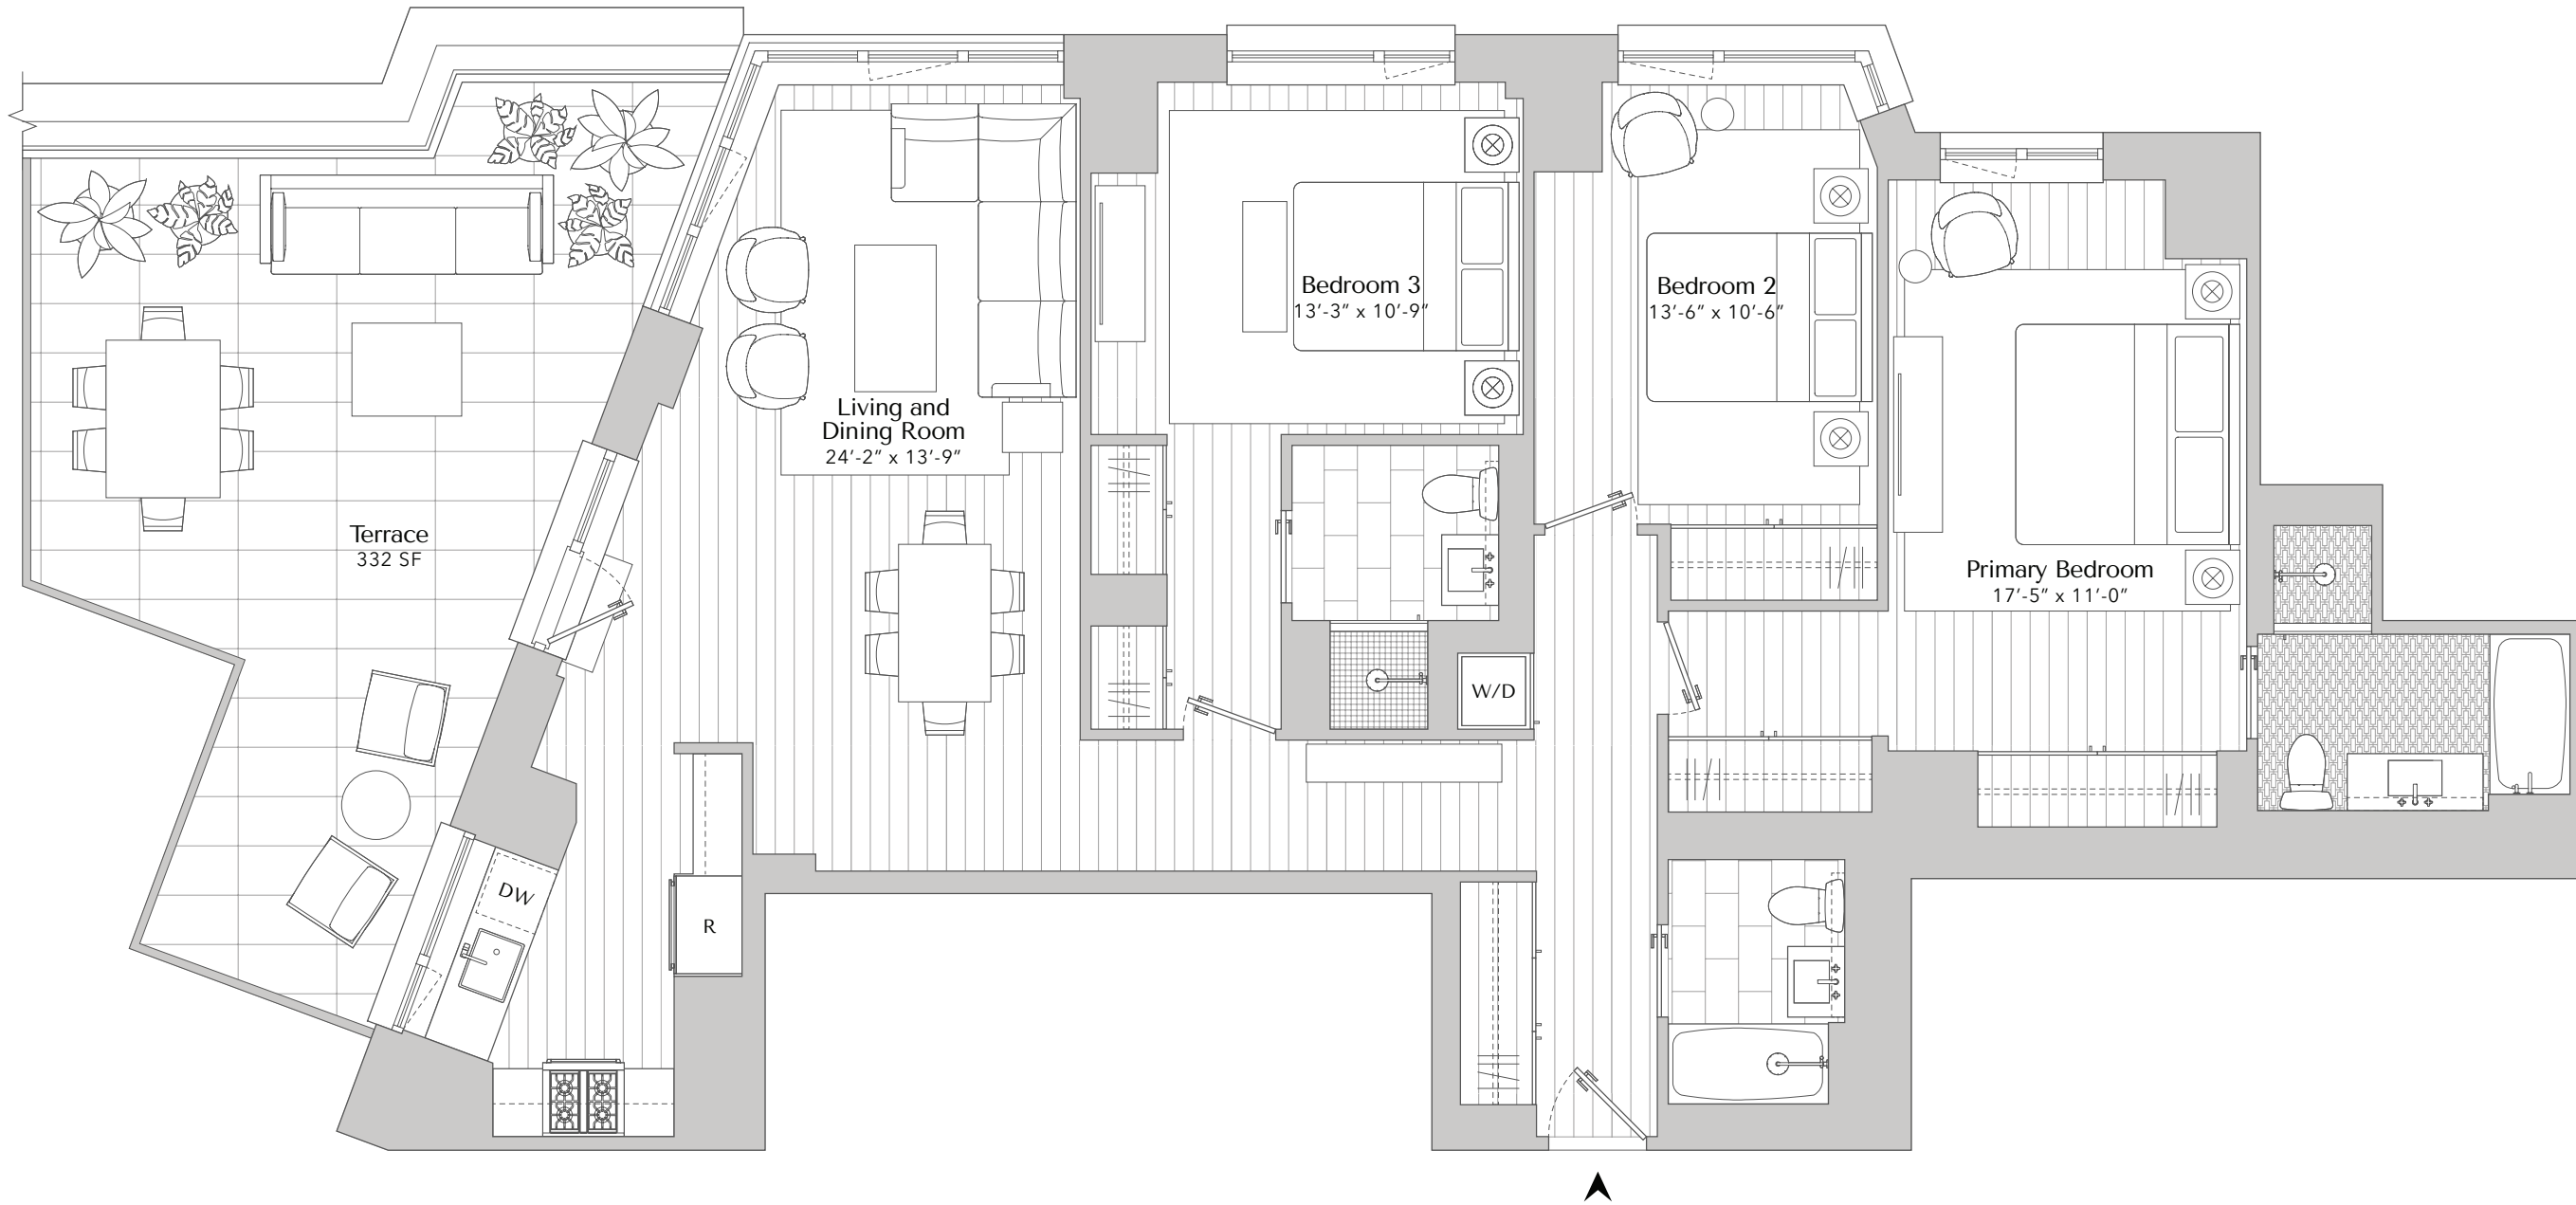 Bedroom 3
13'-3" x 10'-9"
Bedroom 2
13'-6" x 10'-6"
Living and
Dining Room
24'-2" x 13'-9"
Terrace
332 SF
Primary Bedroom
17'-5" x 11'-0"
W/D
DW
R